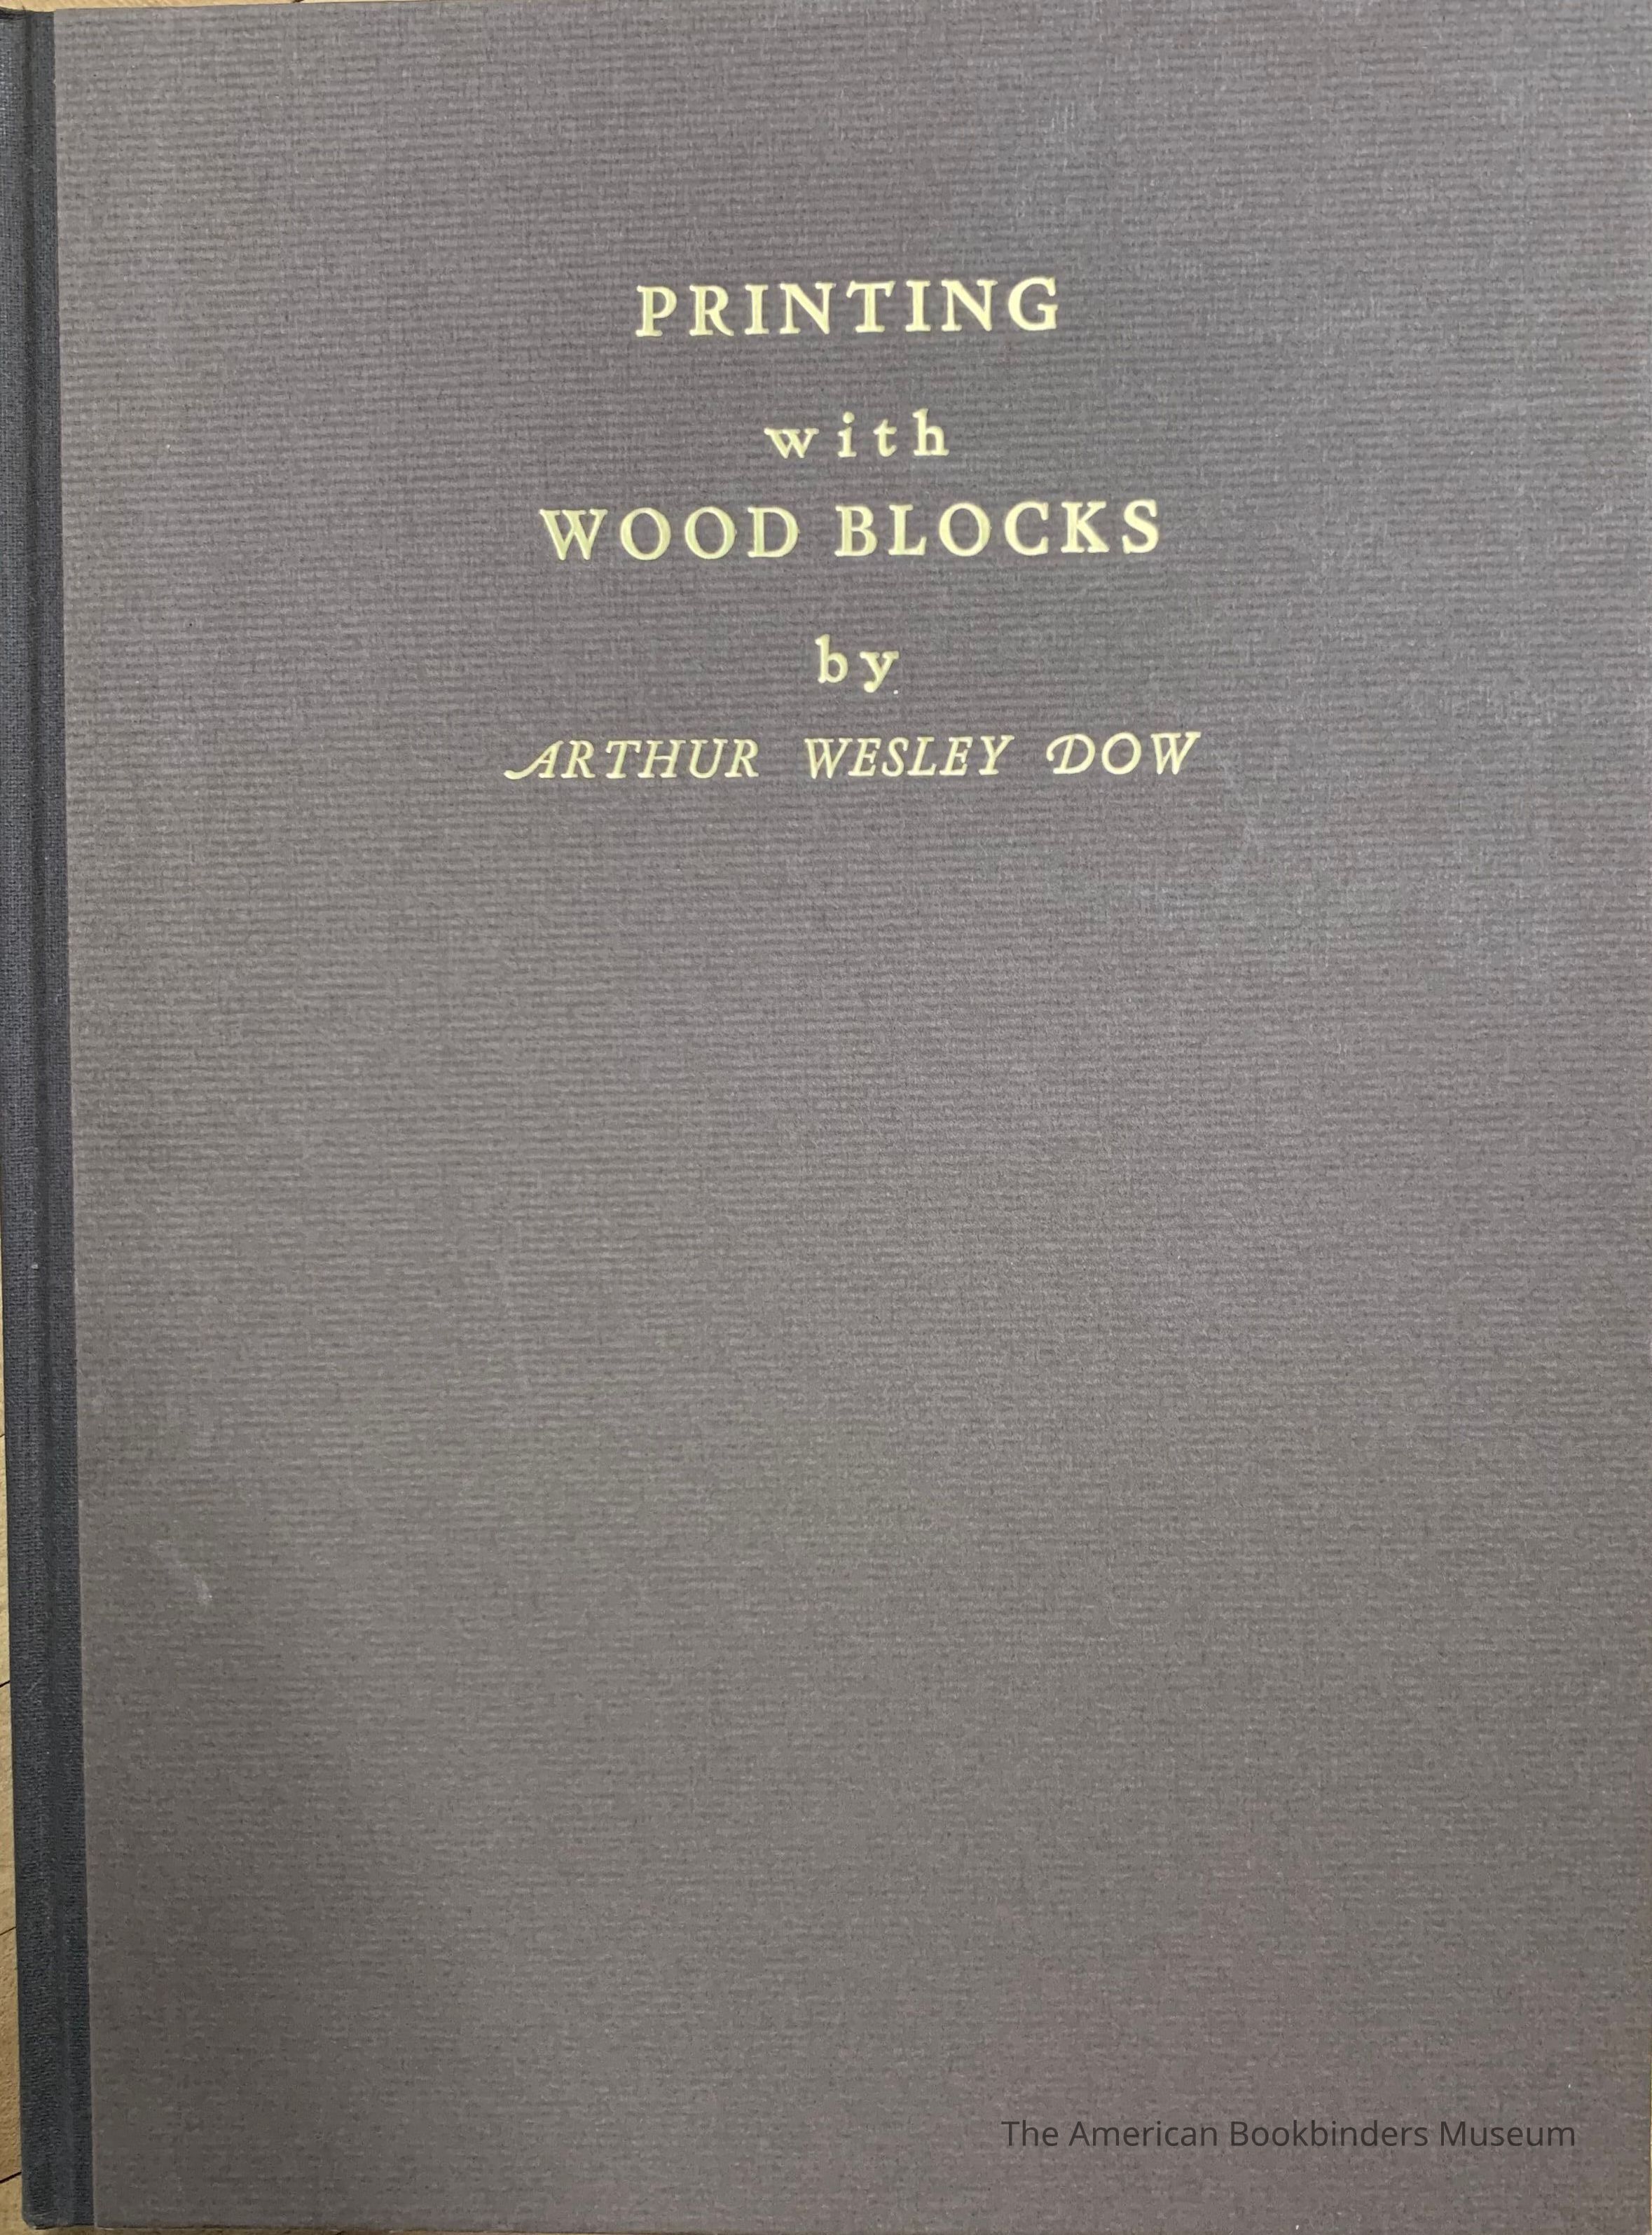 PRINTING
with
WOOD BLOCKS
by
ARTHUR WESLEY DOW
The American Bookbinders Museum